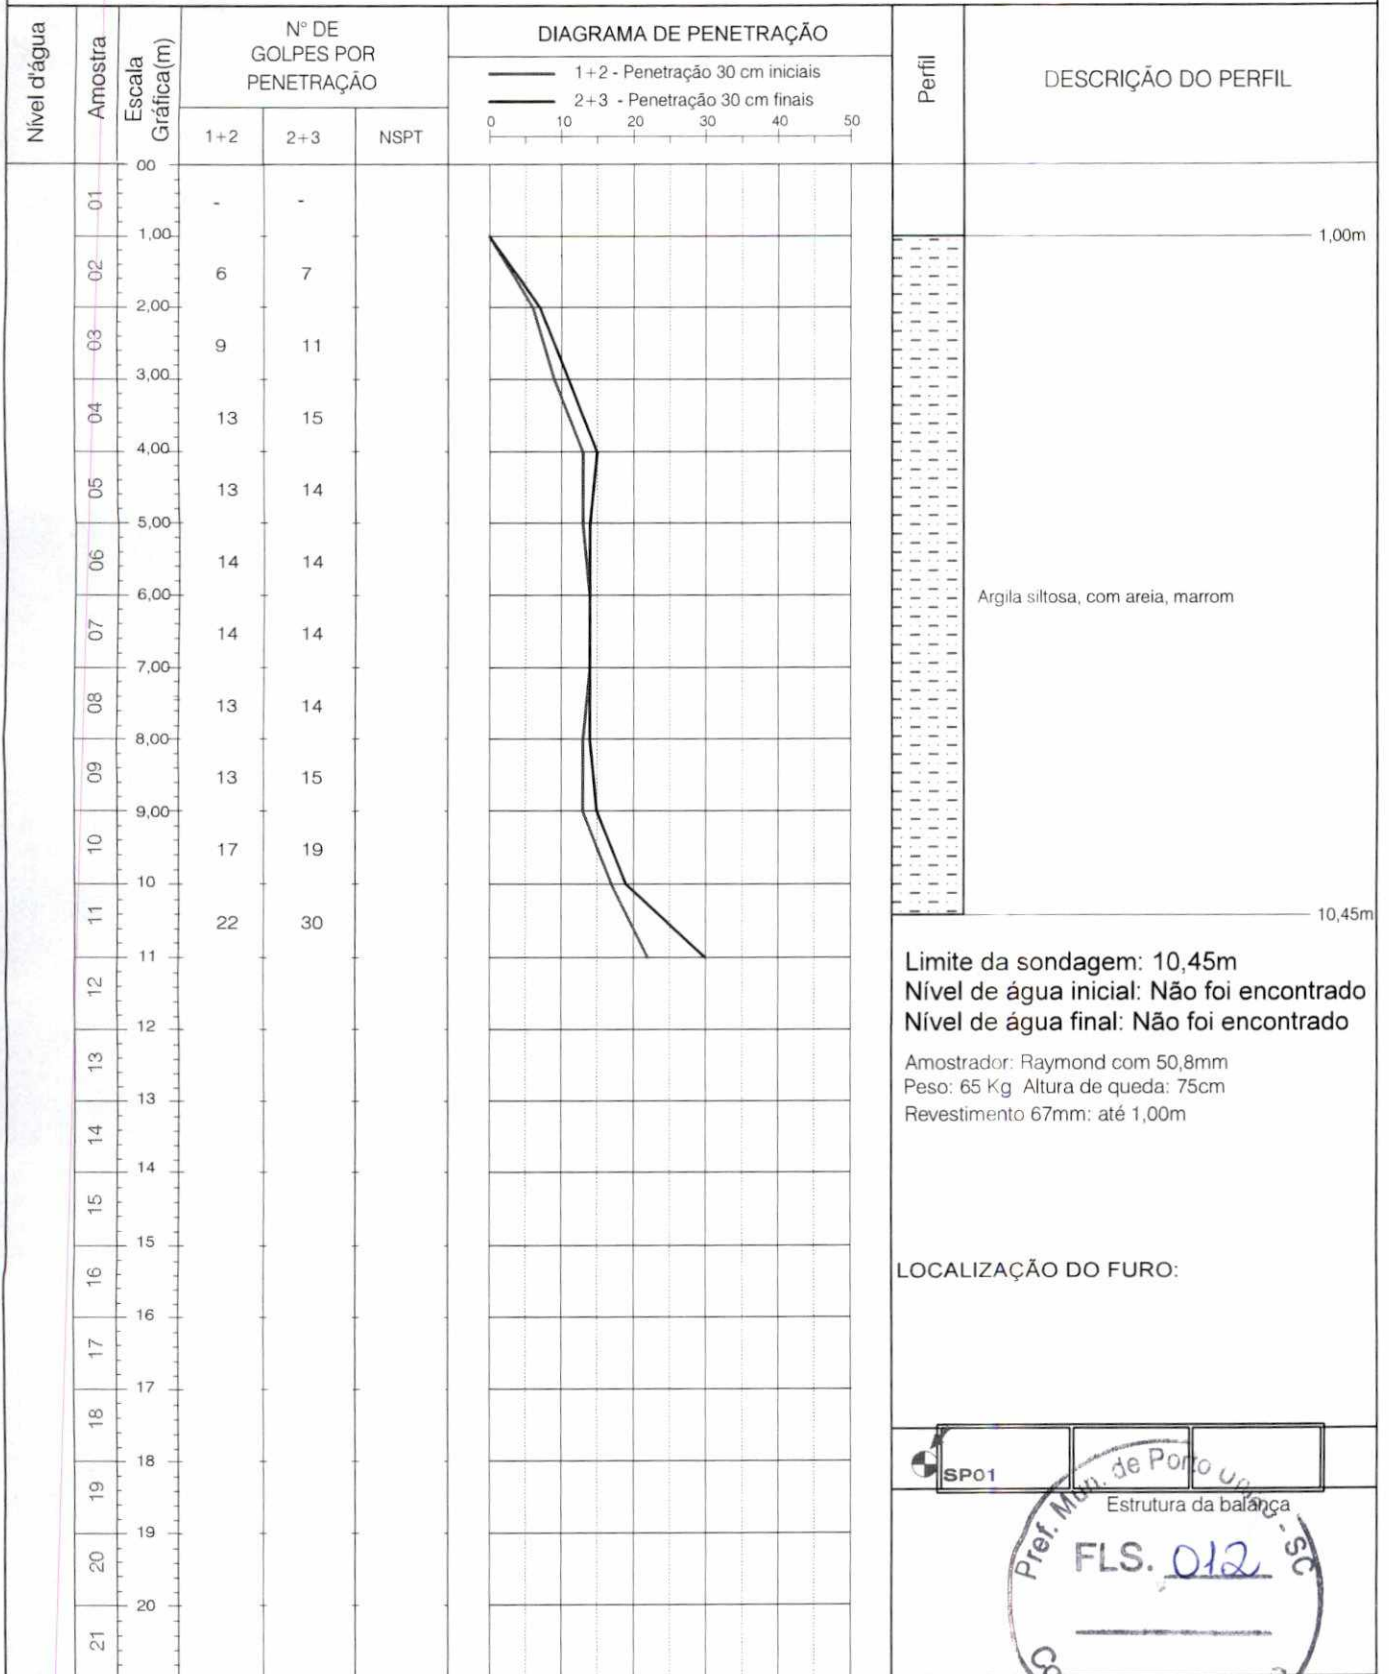 Nível d'água
Amostra
Escala
Gráfica(m)
Nº DE
GOLPES POR
PENETRAÇÃO
1+2 2+3 NSPT
DIAGRAMA DE PENETRAÇÃO
1+2 - Penetração 30 cm iniciais
2+3 - Penetração 30 cm finais
0 10 20 30 40 50
Perfil
DESCRIÇÃO DO PERFIL
00
01 - -
1,00 1,00m
02 6 7
2,00
03 9 11
3,00
04 13 15
4,00
05 13 14
5,00
06 14 14
6,00 Argila siltosa, com areia, marrom
07 14 14
7,00
08 13 14
8,00
09 13 15
9,00
10 17 19
10
11 22 30 10,45m
11
12
12
13
13
14
14
15
15
16
16
17
17
18
18
19
19
20
20
21
Limite da sondagem: 10,45m
Nível de água inicial: Não foi encontrado
Nível de água final: Não foi encontrado
Amostrador: Raymond com 50,8mm
Peso: 65 Kg Altura de queda: 75cm
Revestimento 67mm: até 1,00m
LOCALIZAÇÃO DO FURO:
SP01
Estrutura da balança
Pref. Mun. de Porto União - SC
FLS. 012